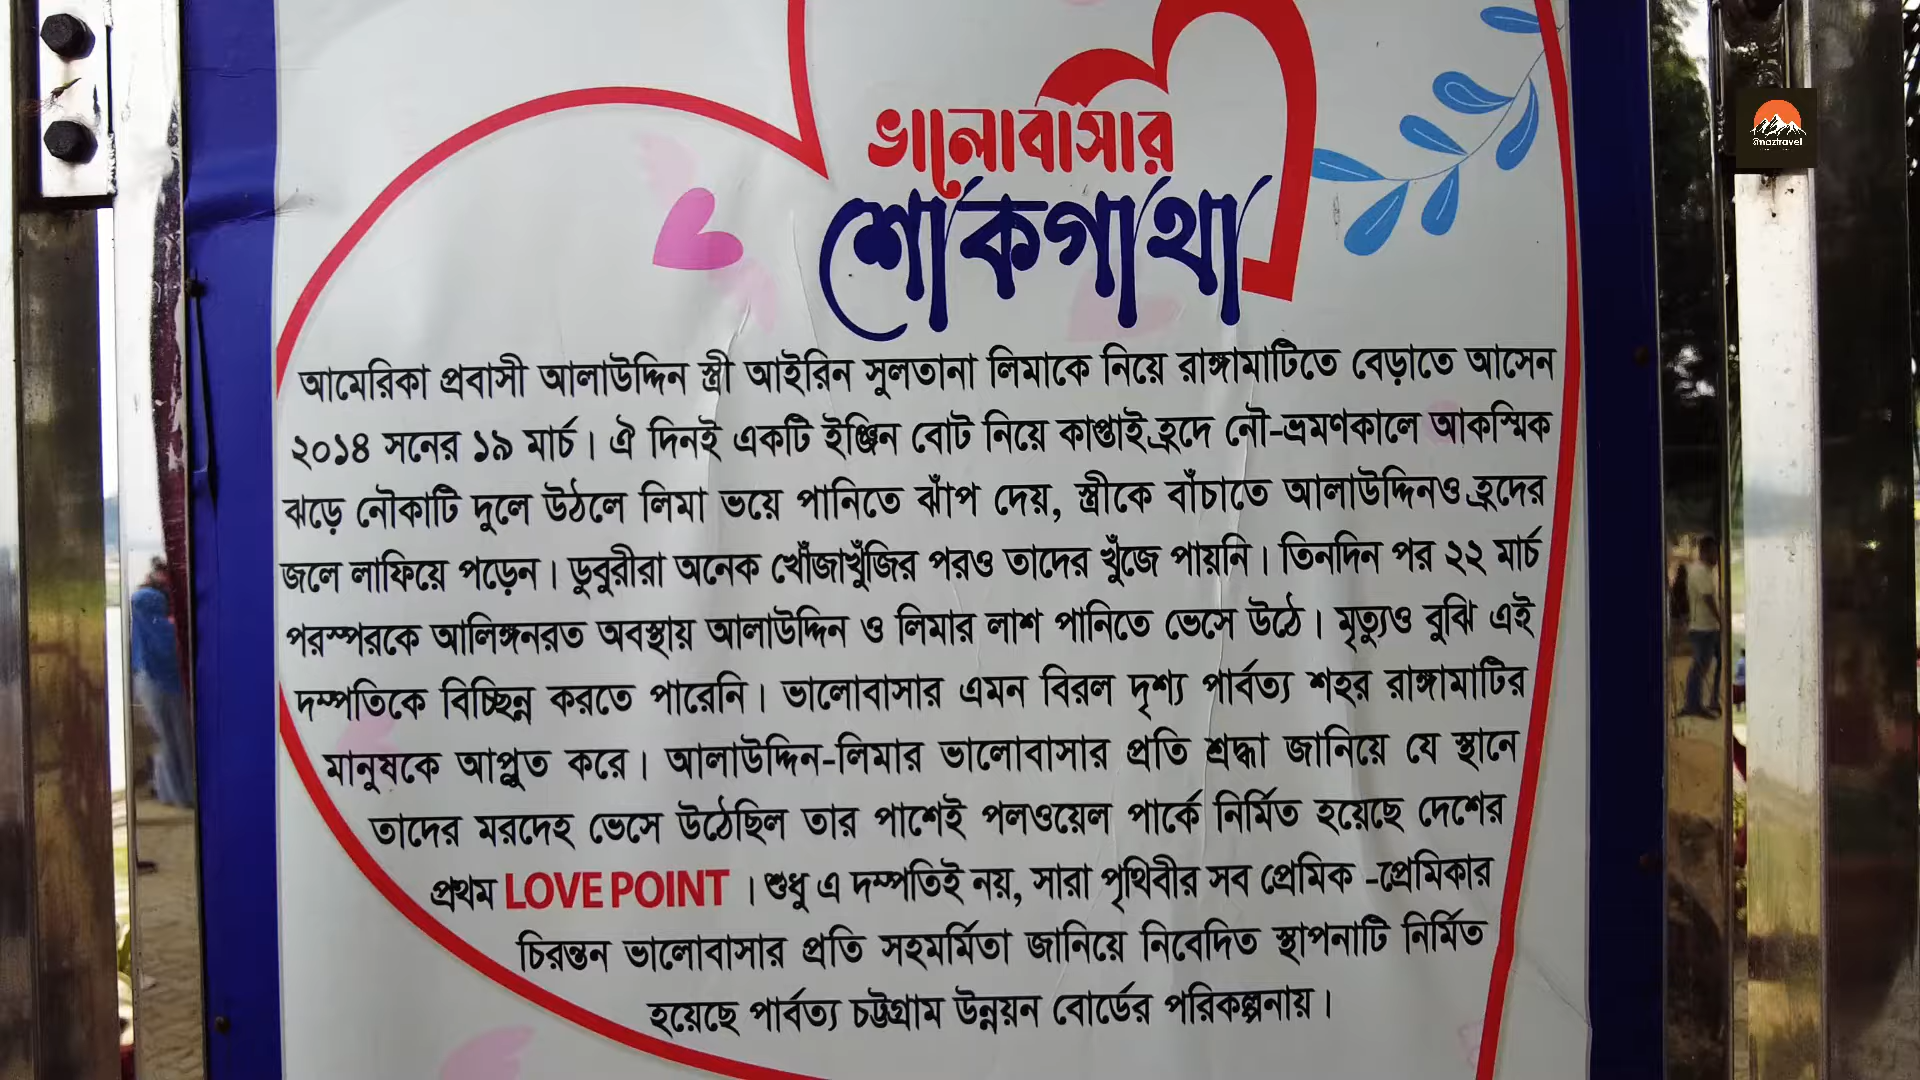 ভালোবাসার
শোকগাথা
আমেরিকা প্রবাসী আলাউদ্দিন স্ত্রী আইরিন সুলতানা লিমাকে নিয়ে রাঙ্গামাটিতে বেড়াতে আসেন
২০১৪ সনের ১৯ মার্চ। ঐ দিনই একটি ইঞ্জিন বোট নিয়ে কাপ্তাই হ্রদে নৌ-ভ্রমণকালে আকস্মিক
ঝড়ে নৌকাটি দুলে উঠলে লিমা ভয়ে পানিতে ঝাঁপ দেয়, স্ত্রীকে বাঁচাতে আলাউদ্দিনও হ্রদের
জলে লাফিয়ে পড়েন। ডুবুরীরা অনেক খোঁজাখুঁজির পরও তাদের খুঁজে পায়নি। তিনদিন পর ২২ মার্চ
পরস্পরকে আলিঙ্গনরত অবস্থায় আলাউদ্দিন ও লিমার লাশ পানিতে ভেসে উঠে। মৃত্যুও বুঝি এই
দম্পতিকে বিচ্ছিন্ন করতে পারেনি। ভালোবাসার এমন বিরল দৃশ্য পার্বত্য শহর রাঙ্গামাটির
মানুষকে আপ্লুত করে। আলাউদ্দিন-লিমার ভালোবাসার প্রতি শ্রদ্ধা জানিয়ে যে স্থানে
তাদের মরদেহ ভেসে উঠেছিল তার পাশেই পলওয়েল পার্কে নির্মিত হয়েছে দেশের
প্রথম LOVE POINT । শুধু এ দম্পতিই নয়, সারা পৃথিবীর সব প্রেমিক -প্রেমিকার
চিরন্তন ভালোবাসার প্রতি সহমর্মিতা জানিয়ে নিবেদিত স্থাপনাটি নির্মিত
হয়েছে পার্বত্য চট্টগ্রাম উন্নয়ন বোর্ডের পরিকল্পনায়।